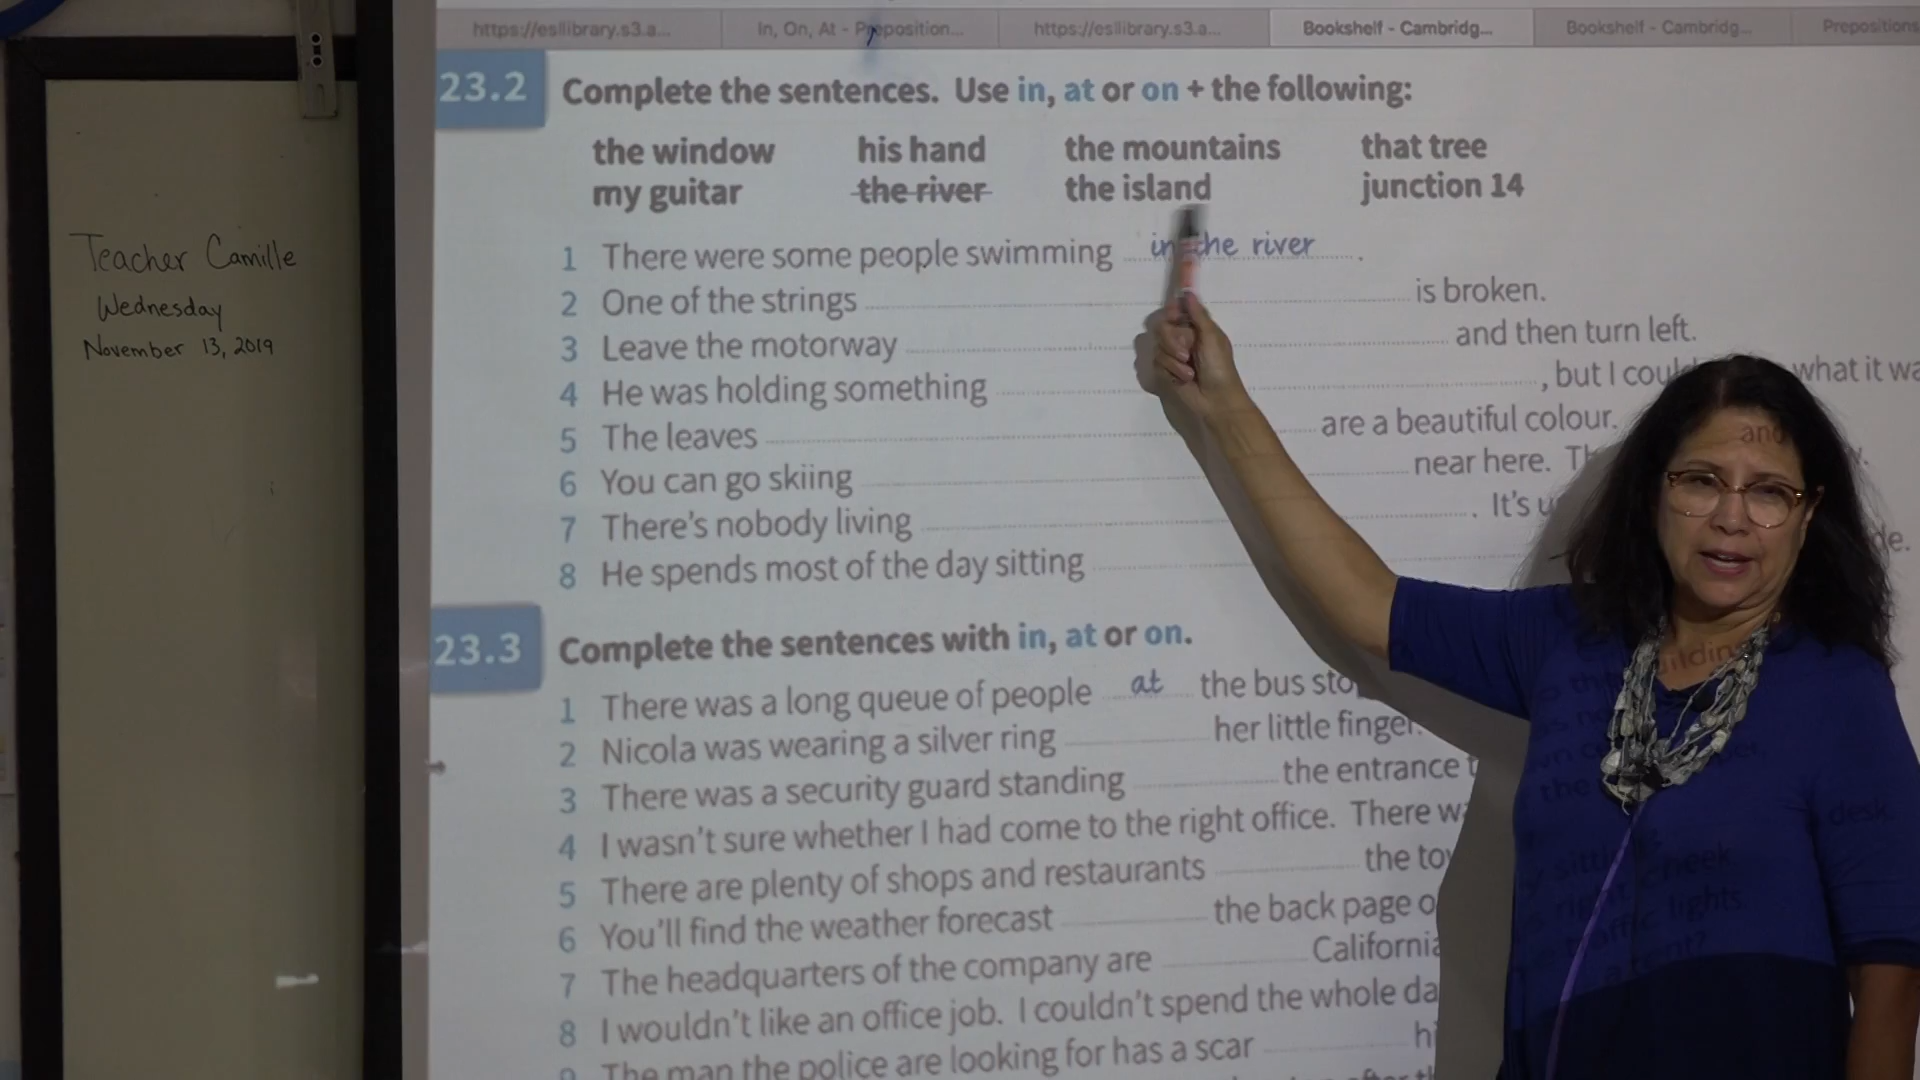 https://esllibrary.s3.a...
In, On, At - Preposition...
https://esllibrary.s3.a...
Bookshelf - Cambridg...
Bookshelf - Cambridg...
Prepositions
Teacher Camille
Wednesday
November 13, 2019
23.2 Complete the sentences. Use in, at or on + the following:
the window his hand the mountains that tree
my guitar the river the island junction 14
1 There were some people swimming in the river .
2 One of the strings is broken.
3 Leave the motorway and then turn left.
4 He was holding something , but I what it
5 The leaves are a beautiful colour. and
6 You can go skiing near here.
7 There's nobody living . It's
8 He spends most of the day sitting
23.3 Complete the sentences with in, at or on.
1 There was a long queue of people at the bus
2 Nicola was wearing a silver ring her little finger.
3 There was a security guard standing the entrance
4 I wasn't sure whether I had come to the right office. There
5 There are plenty of shops and restaurants the
6 You'll find the weather forecast the back page
7 The headquarters of the company are California
8 I wouldn't like an office job. I couldn't spend the whole
9 The man the police are looking for has a scar